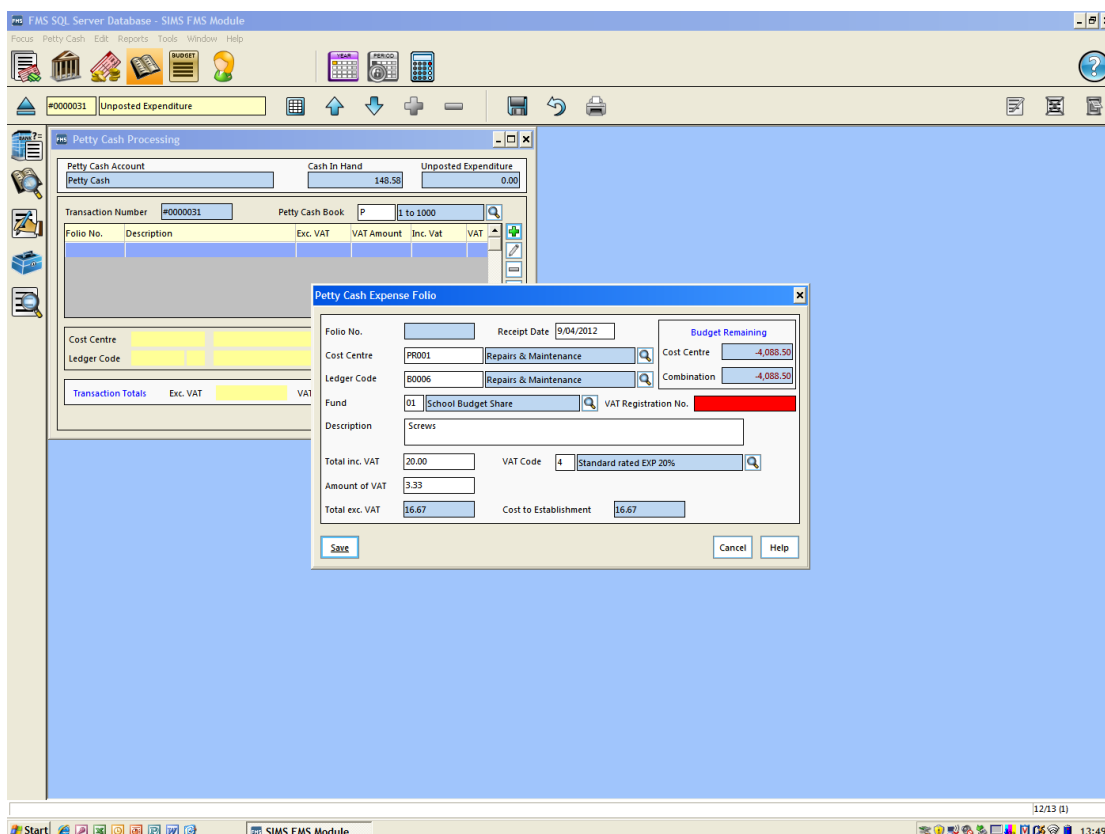 FMS SQL Server Database - SIMS FMS Module
Focus Petty Cash Edit Reports Tools Window Help
BUDGET YEAR PERIOD
#0000031 Unposted Expenditure
Petty Cash Processing
Petty Cash Account Cash In Hand Unposted Expenditure
Petty Cash 148.58 0.00
Transaction Number #0000031 Petty Cash Book P 1 to 1000
Folio No. Description Exc. VAT VAT Amount Inc. Vat VAT
Cost Centre
Ledger Code
Transaction Totals Exc. VAT VAT
Petty Cash Expense Folio
Folio No. Receipt Date 9/04/2012 Budget Remaining
Cost Centre PR001 Repairs & Maintenance Cost Centre -4,088.50
Ledger Code B0006 Repairs & Maintenance Combination -4,088.50
Fund 01 School Budget Share VAT Registration No.
Description Screws
Total inc. VAT 20.00 VAT Code 4 Standard rated EXP 20%
Amount of VAT 3.33
Total exc. VAT 16.67 Cost to Establishment 16.67
Save Cancel Help
12/13 (1)
Start SIMS FMS Module 13:49